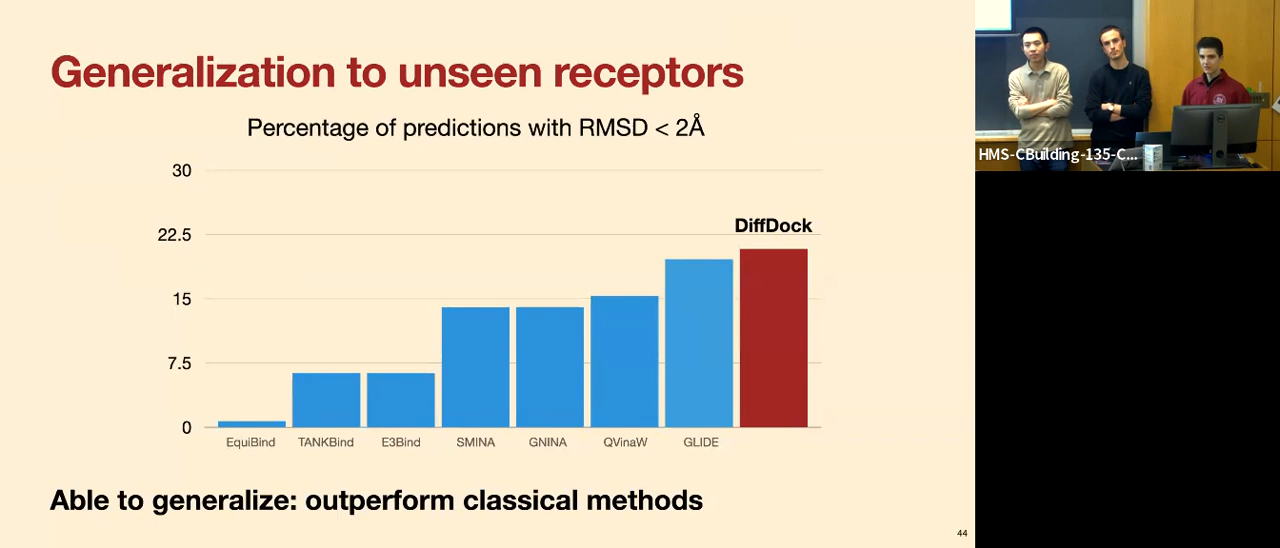 Generalization to unseen receptors
Percentage of predictions with RMSD < 2Å
30
22.5
15
7.5
0
DiffDock
EquiBind
TANKBind
E3Bind
SMINA
GNINA
QVinaW
GLIDE
Able to generalize: outperform classical methods
44
HMS-CBuilding-135-C...